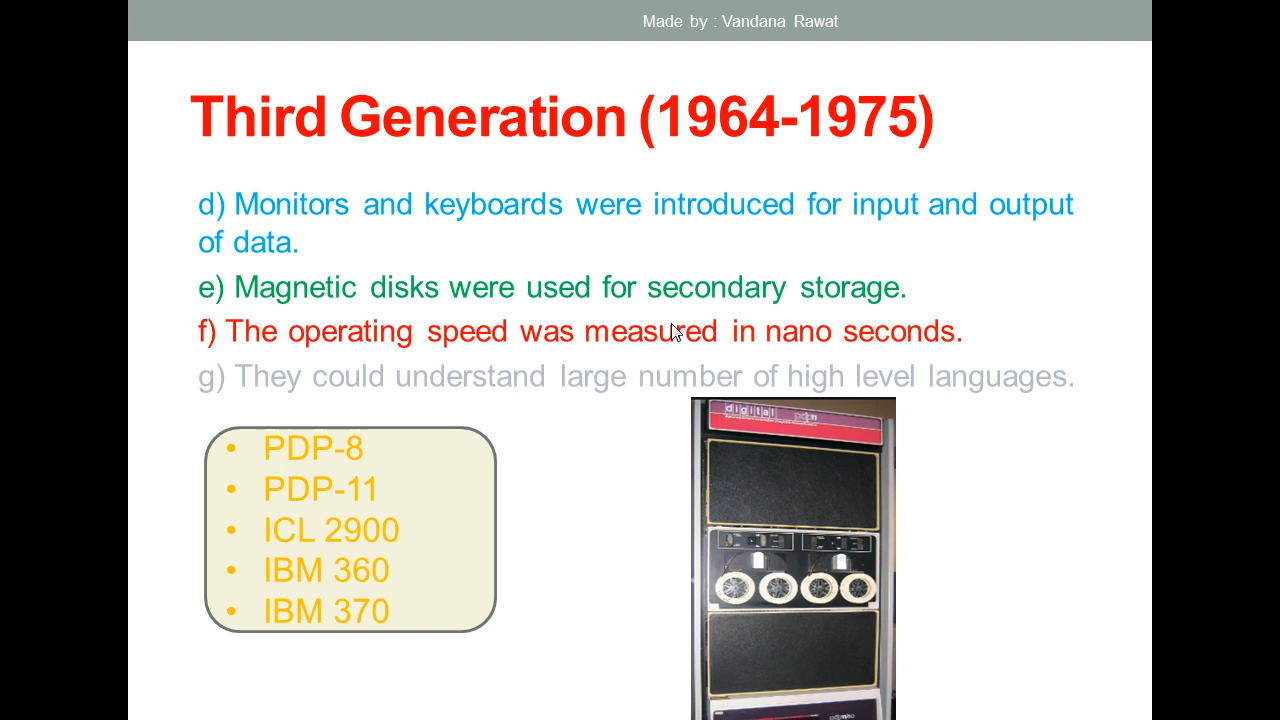 Made by : Vandana Rawat
Third Generation (1964-1975)
d) Monitors and keyboards were introduced for input and output
of data.
e) Magnetic disks were used for secondary storage.
f) The operating speed was measured in nano seconds.
g) They could understand large number of high level languages.
• PDP-8
• PDP-11
• ICL 2900
• IBM 360
• IBM 370
digital